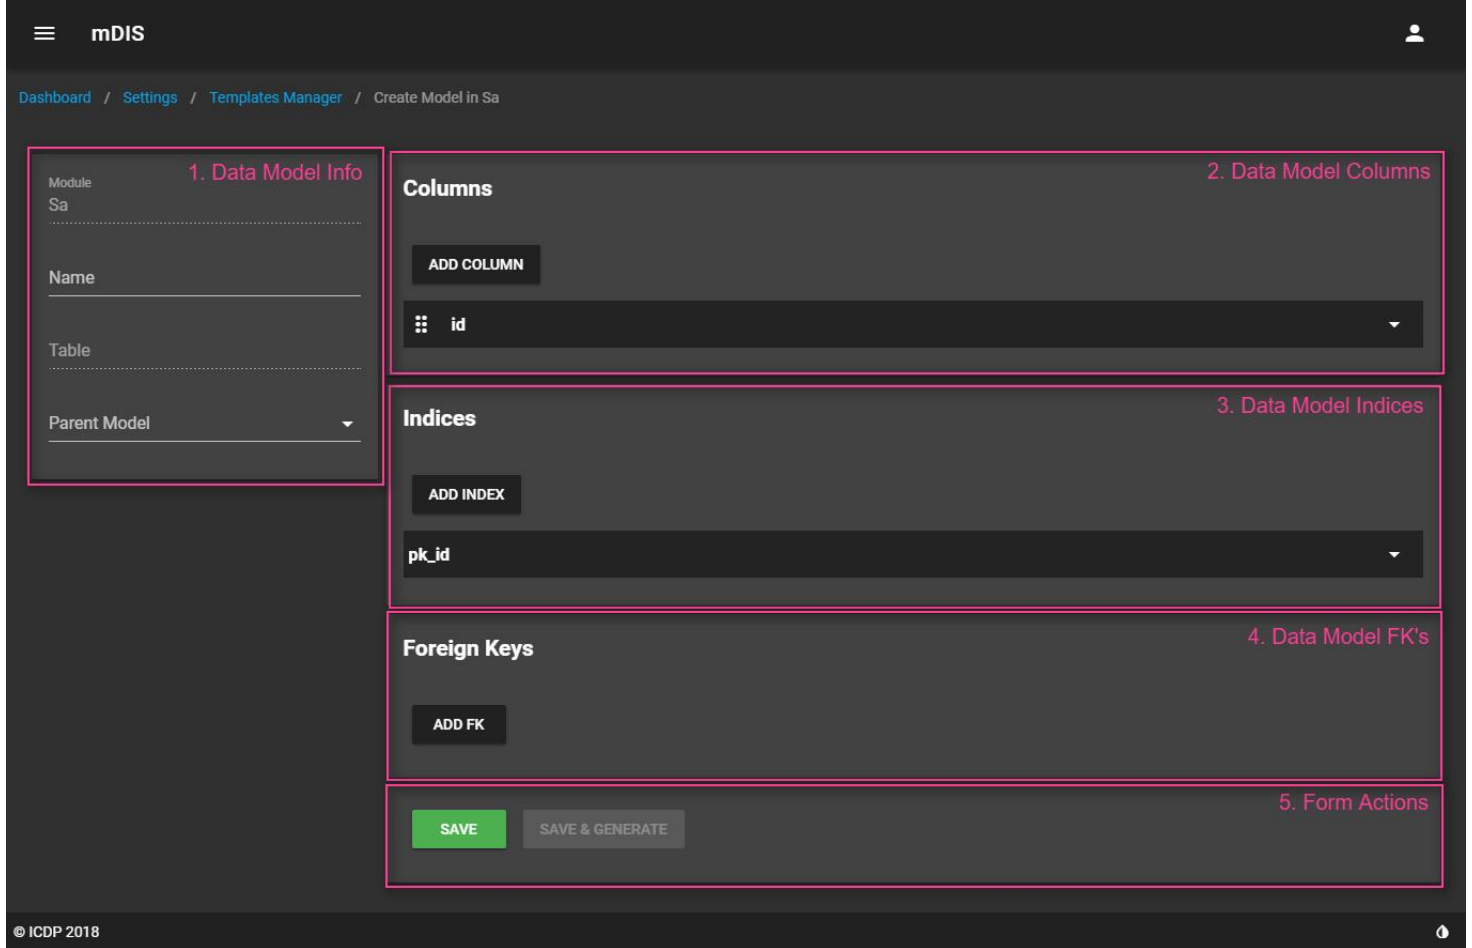 mDIS
Dashboard / Settings / Templates Manager / Create Model in Sa
1. Data Model Info
Module
Sa
Name
Table
Parent Model
2. Data Model Columns
Columns
ADD COLUMN
id
3. Data Model Indices
Indices
ADD INDEX
pk_id
4. Data Model FK's
Foreign Keys
ADD FK
5. Form Actions
SAVE
SAVE & GENERATE
© ICDP 2018